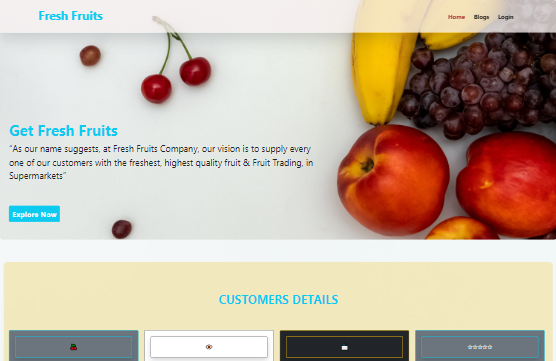 Fresh Fruits
Home Blogs Login
Get Fresh Fruits
"As our name suggests, at Fresh Fruits Company, our vision is to supply every
one of our customers with the freshest, highest quality fruit & Fruit Trading, in
Supermarkets"
Explore Now
CUSTOMERS DETAILS